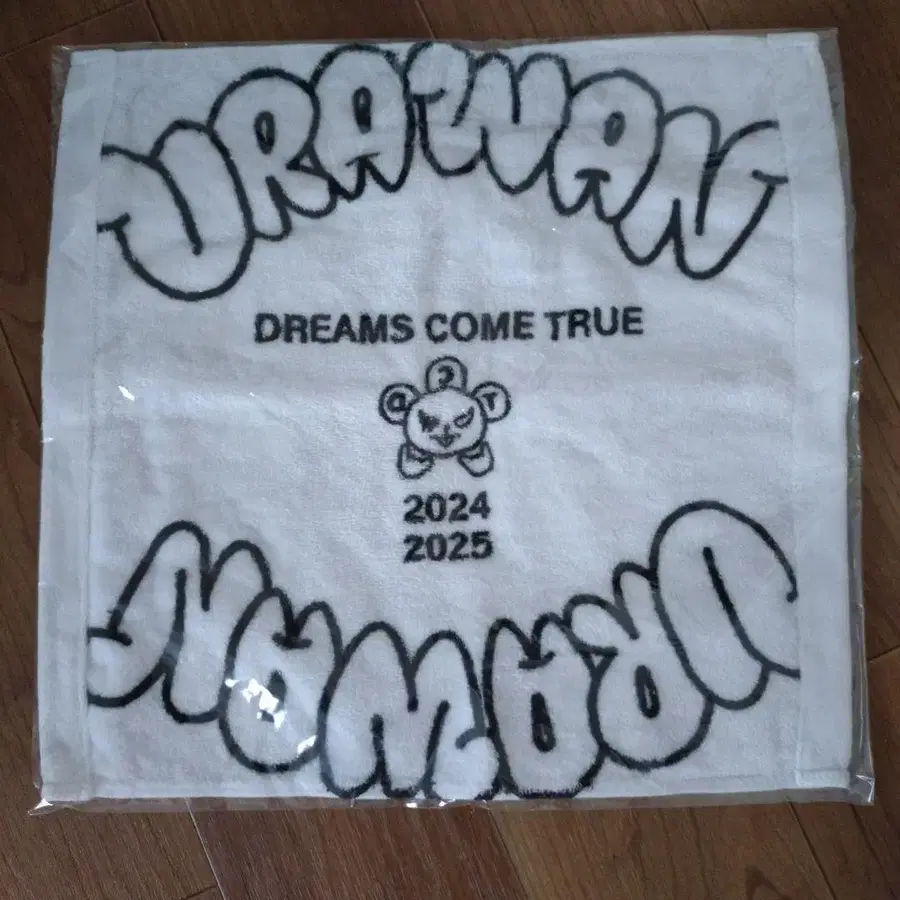 URAWAN
DREAMS COME TRUE
D C T
2024
2025
URAWAN